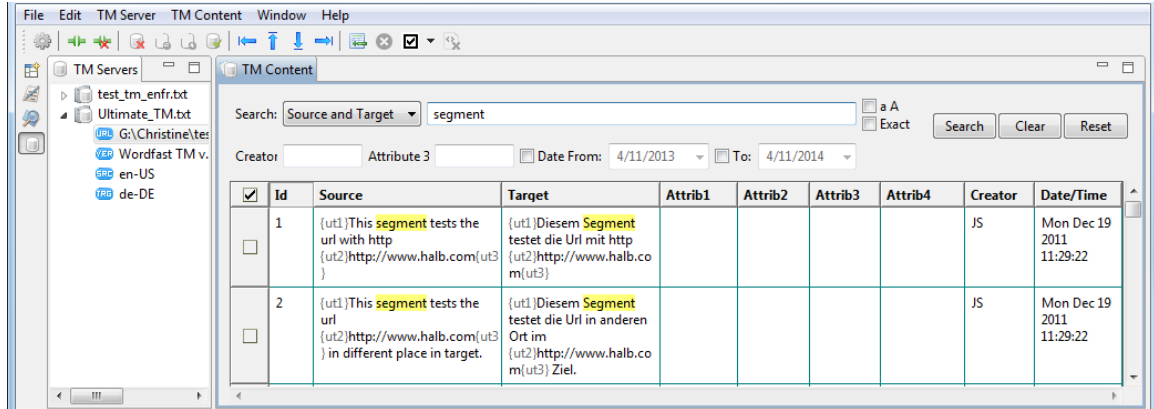 File Edit TM Server TM Content Window Help
TM Servers
test_tm_enfr.txt
Ultimate_TM.txt
URL G:\Christine\tes
VER Wordfast TM v.
SRC en-US
TRG de-DE
TM Content
Search: Source and Target segment a A
Exact Search Clear Reset
Creator Attribute 3 Date From: 4/11/2013 To: 4/11/2014
Id Source Target Attrib1 Attrib2 Attrib3 Attrib4 Creator Date/Time
1 {ut1}This segment tests the {ut1}Diesem Segment JS Mon Dec 19
url with http testet die Url mit http 2011
{ut2}http://www.halb.com{ut3 {ut2}http://www.halb.co 11:29:22
} m{ut3}
2 {ut1}This segment tests the {ut1}Diesem Segment JS Mon Dec 19
url testet die Url in anderen 2011
{ut2}http://www.halb.com{ut3 Ort im 11:29:22
} in different place in target. {ut2}http://www.halb.co
m{ut3} Ziel.